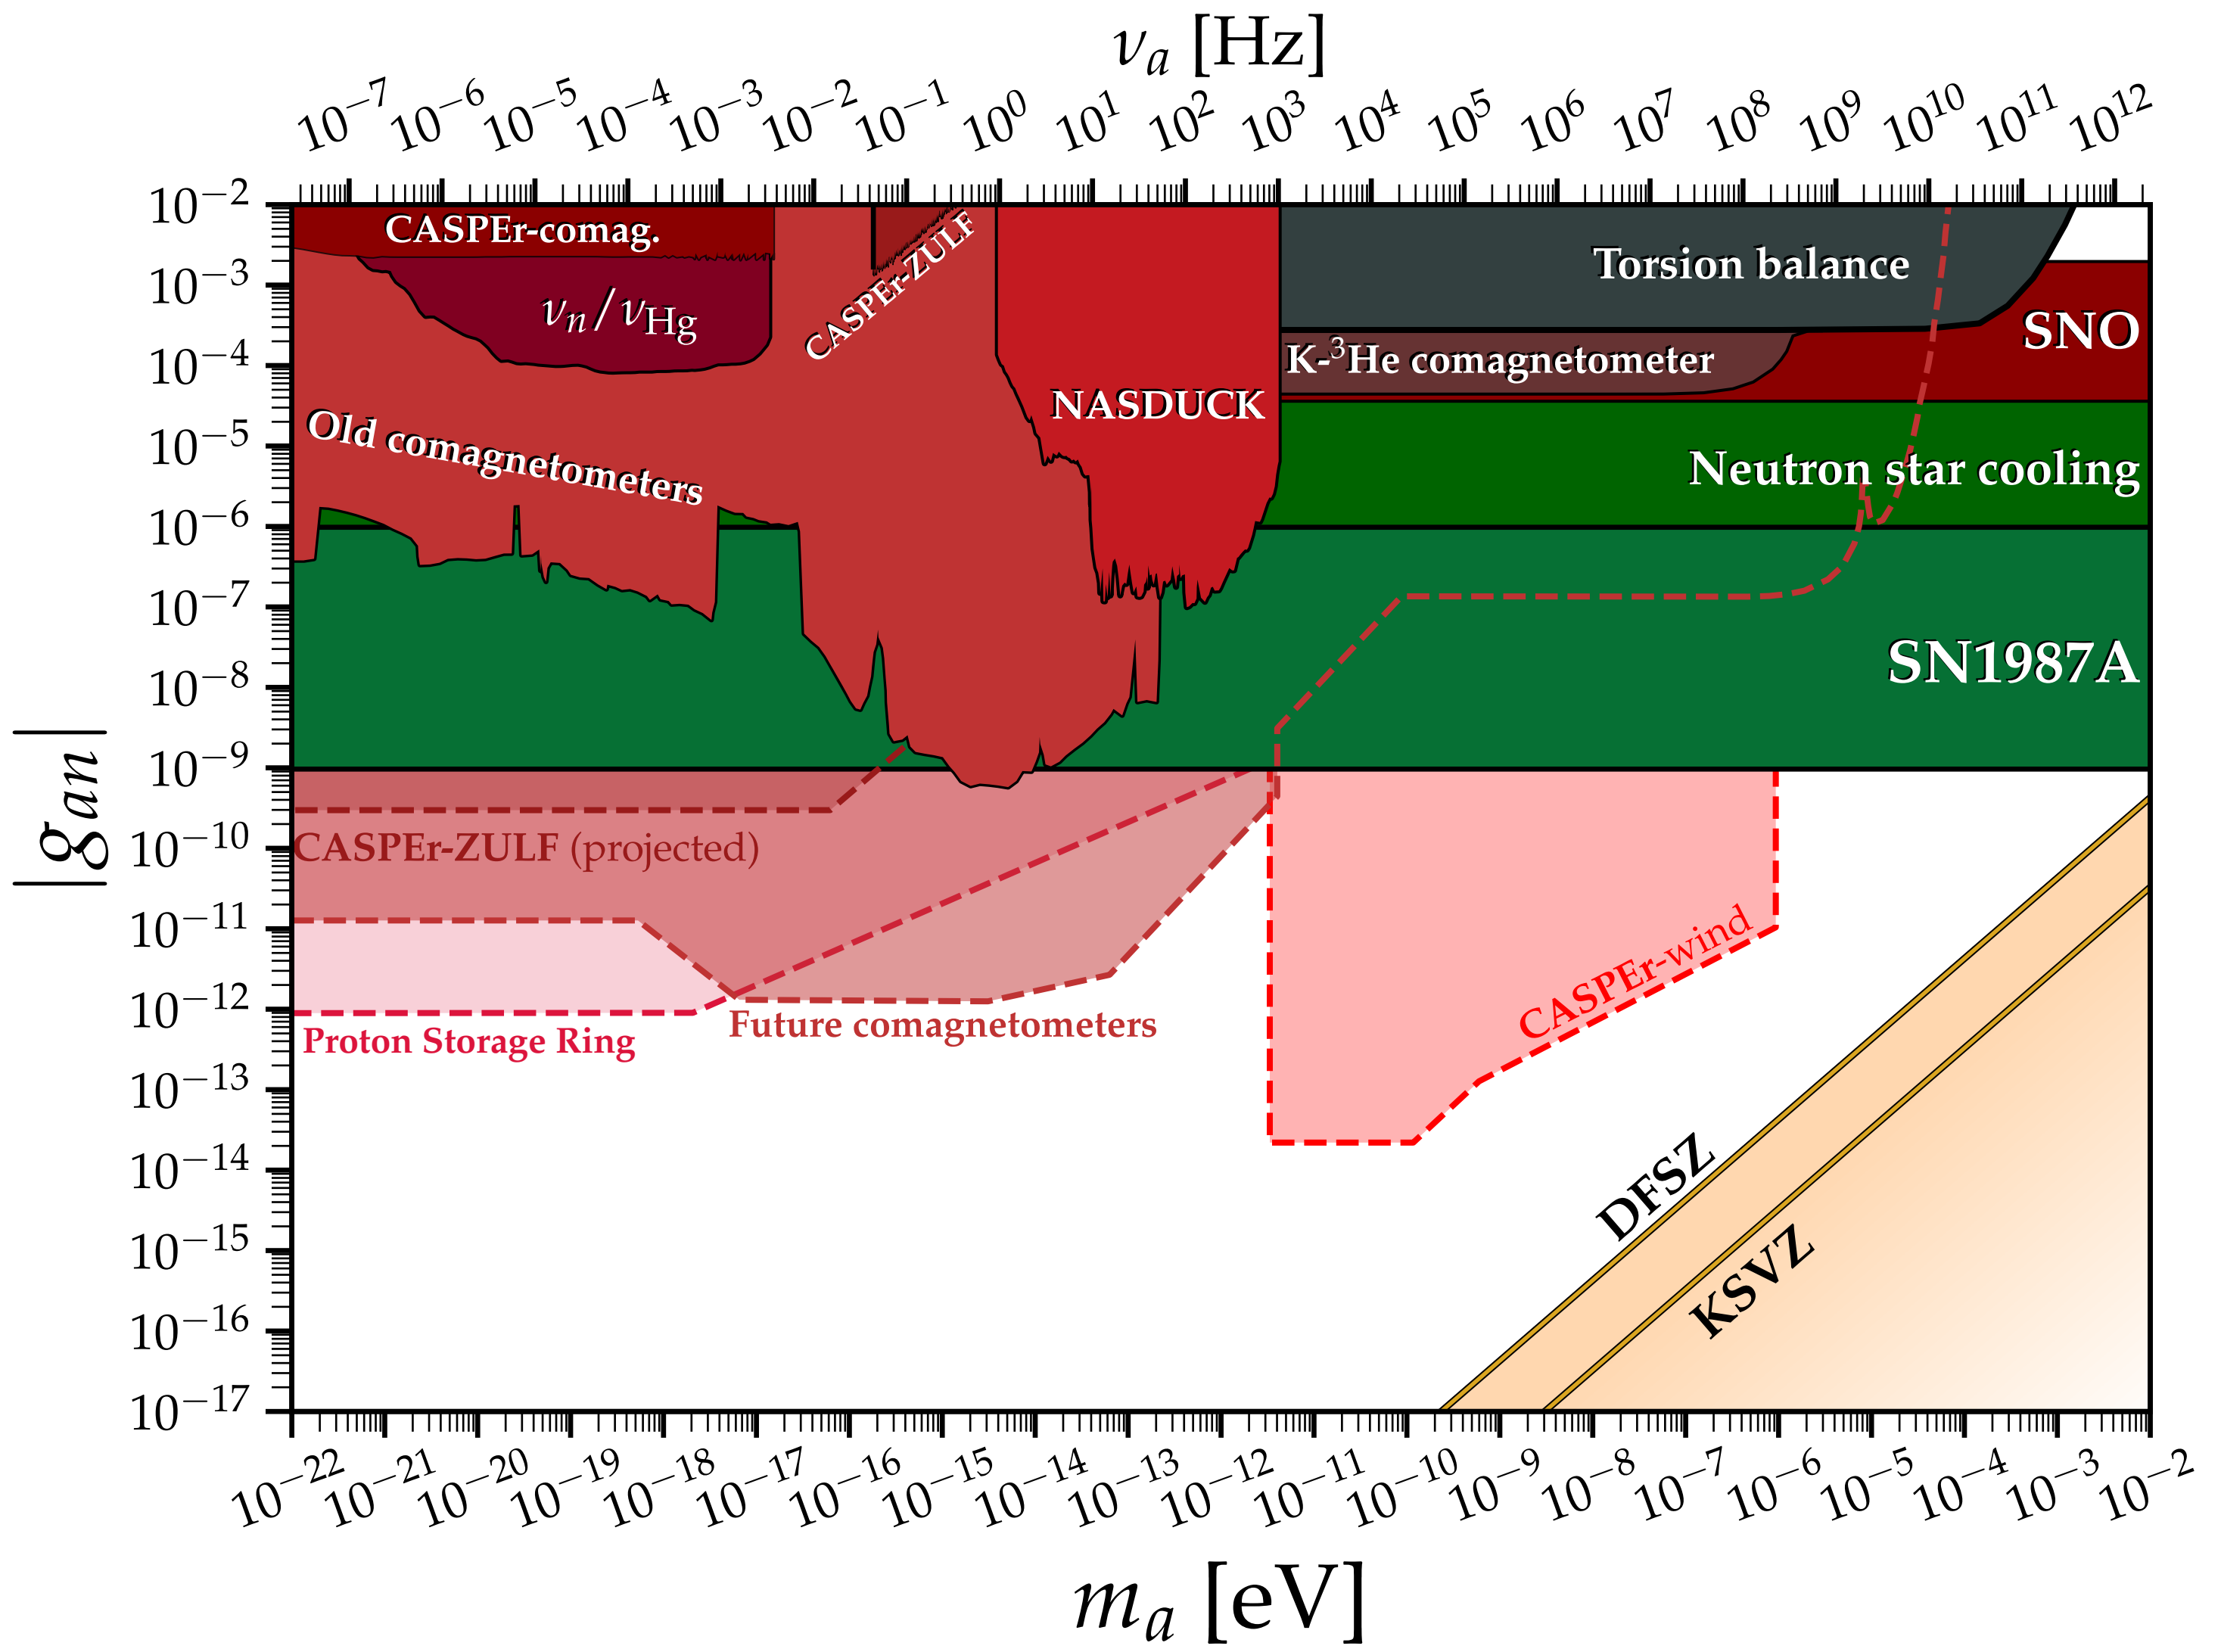 ν_a [Hz]
10^−7 10^−6 10^−5 10^−4 10^−3 10^−2 10^−1 10^0 10^1 10^2 10^3 10^4 10^5 10^6 10^7 10^8 10^9 10^10 10^11 10^12
10^−2
10^−3
10^−4
10^−5
10^−6
10^−7
10^−8
10^−9
10^−10
10^−11
10^−12
10^−13
10^−14
10^−15
10^−16
10^−17
|g_an|
CASPEr-comag.
ν_n/ν_Hg
CASPEr-ZULF
Torsion balance
SNO
K-³He comagnetometer
NASDUCK
Old comagnetometers
Neutron star cooling
SN1987A
CASPEr-ZULF (projected)
CASPEr-wind
Future comagnetometers
Proton Storage Ring
DFSZ
KSVZ
10^−22 10^−21 10^−20 10^−19 10^−18 10^−17 10^−16 10^−15 10^−14 10^−13 10^−12 10^−11 10^−10 10^−9 10^−8 10^−7 10^−6 10^−5 10^−4 10^−3 10^−2
m_a [eV]